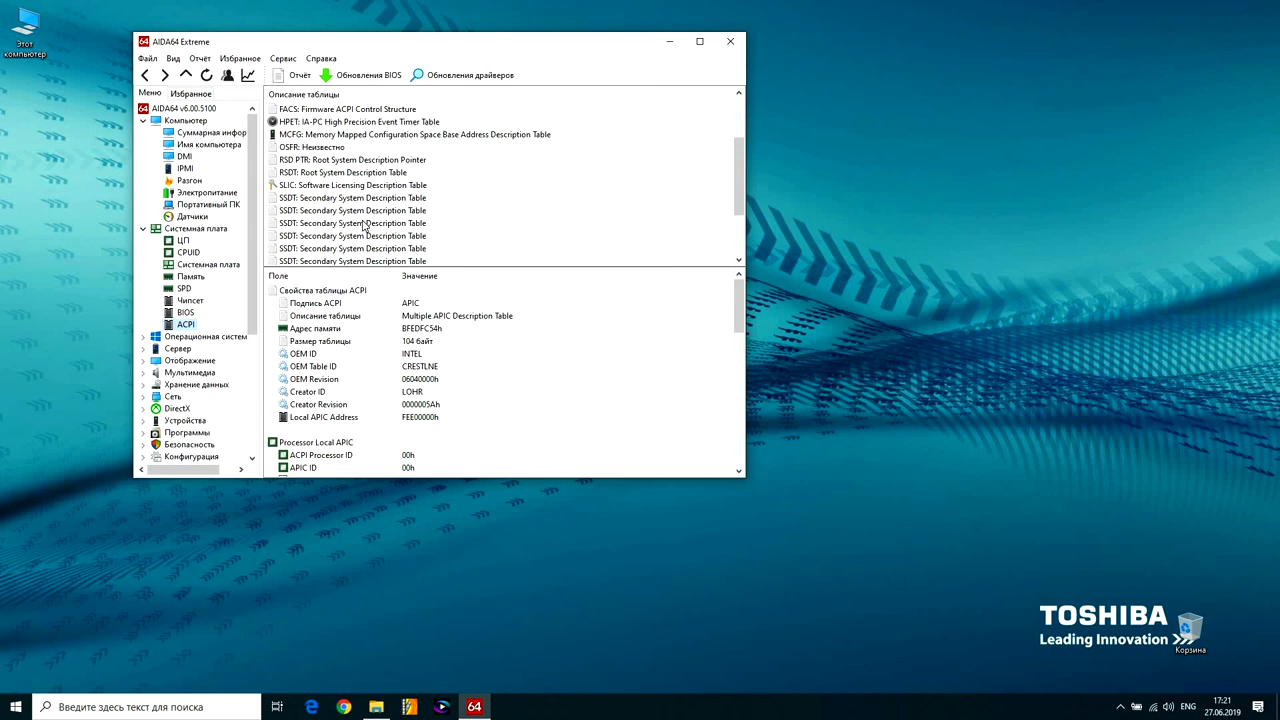 Этот
компьютер
64 AIDA64 Extreme
Файл Вид Отчёт Избранное Сервис Справка
Отчёт Обновления BIOS Обновления драйверов
Меню Избранное
64 AIDA64 v6.00.5100
Компьютер
Суммарная инфор
Имя компьютера
DMI
IPMI
Разгон
Электропитание
Портативный ПК
Датчики
Системная плата
ЦП
CPUID
Системная плата
Память
SPD
Чипсет
BIOS
ACPI
Операционная систем
Сервер
Отображение
Мультимедиа
Хранение данных
Сеть
DirectX
Устройства
Программы
Безопасность
Конфигурация
Описание таблицы
FACS: Firmware ACPI Control Structure
HPET: IA-PC High Precision Event Timer Table
MCFG: Memory Mapped Configuration Space Base Address Description Table
OSFR: Неизвестно
RSD PTR: Root System Description Pointer
RSDT: Root System Description Table
SLIC: Software Licensing Description Table
SSDT: Secondary System Description Table
SSDT: Secondary System Description Table
SSDT: Secondary System Description Table
SSDT: Secondary System Description Table
SSDT: Secondary System Description Table
SSDT: Secondary System Description Table
Поле Значение
Свойства таблицы ACPI
Подпись ACPI APIC
Описание таблицы Multiple APIC Description Table
Адрес памяти BFEDFC54h
Размер таблицы 104 байт
OEM ID INTEL
OEM Table ID CRESTLNE
OEM Revision 06040000h
Creator ID LOHR
Creator Revision 0000005Ah
Local APIC Address FEE00000h
Processor Local APIC
ACPI Processor ID 00h
APIC ID 00h
TOSHIBA
Leading Innovation
Корзина
Введите здесь текст для поиска
64
ENG
17:21
27.06.2019